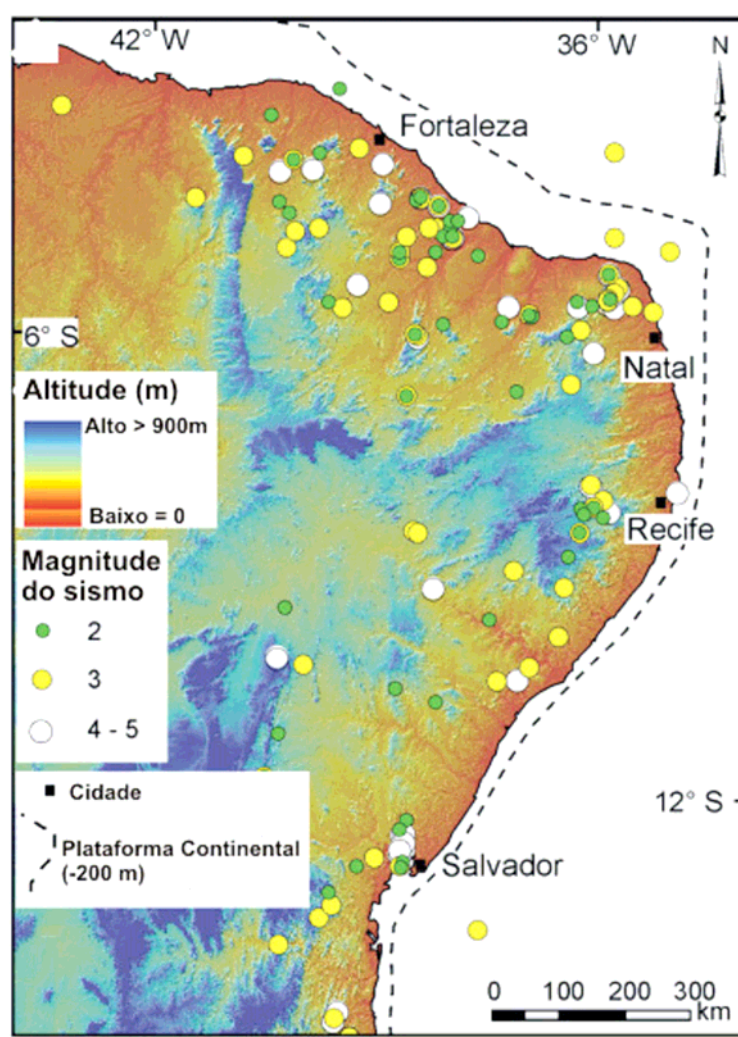 42° W
36° W
N
Fortaleza
6° S
Natal
Altitude (m)
Alto > 900m
Baixo = 0
Recife
Magnitude
do sismo
2
3
4 - 5
12° S
Cidade
Plataforma Continental
(-200 m)
Salvador
0 100 200 300
km